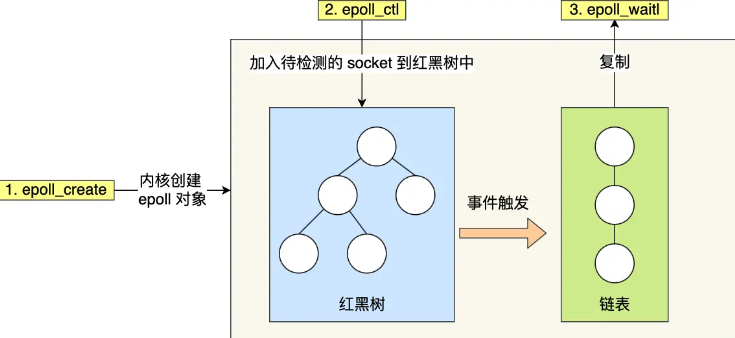 2. epoll_ctl
3. epoll_waitl
加入待检测的 socket 到红黑树中
复制
1. epoll_create
内核创建
epoll 对象
事件触发
红黑树
链表